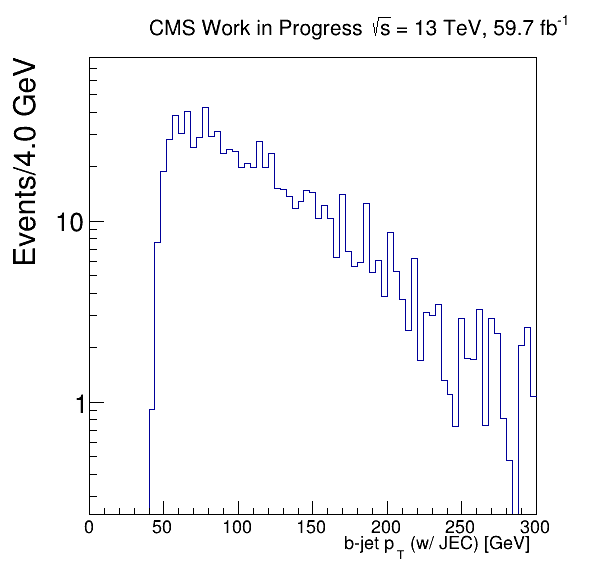 CMS Work in Progress √s = 13 TeV, 59.7 fb⁻¹
Events/4.0 GeV
10
1
0 50 100 150 200 250 300
b-jet p_T (w/ JEC) [GeV]